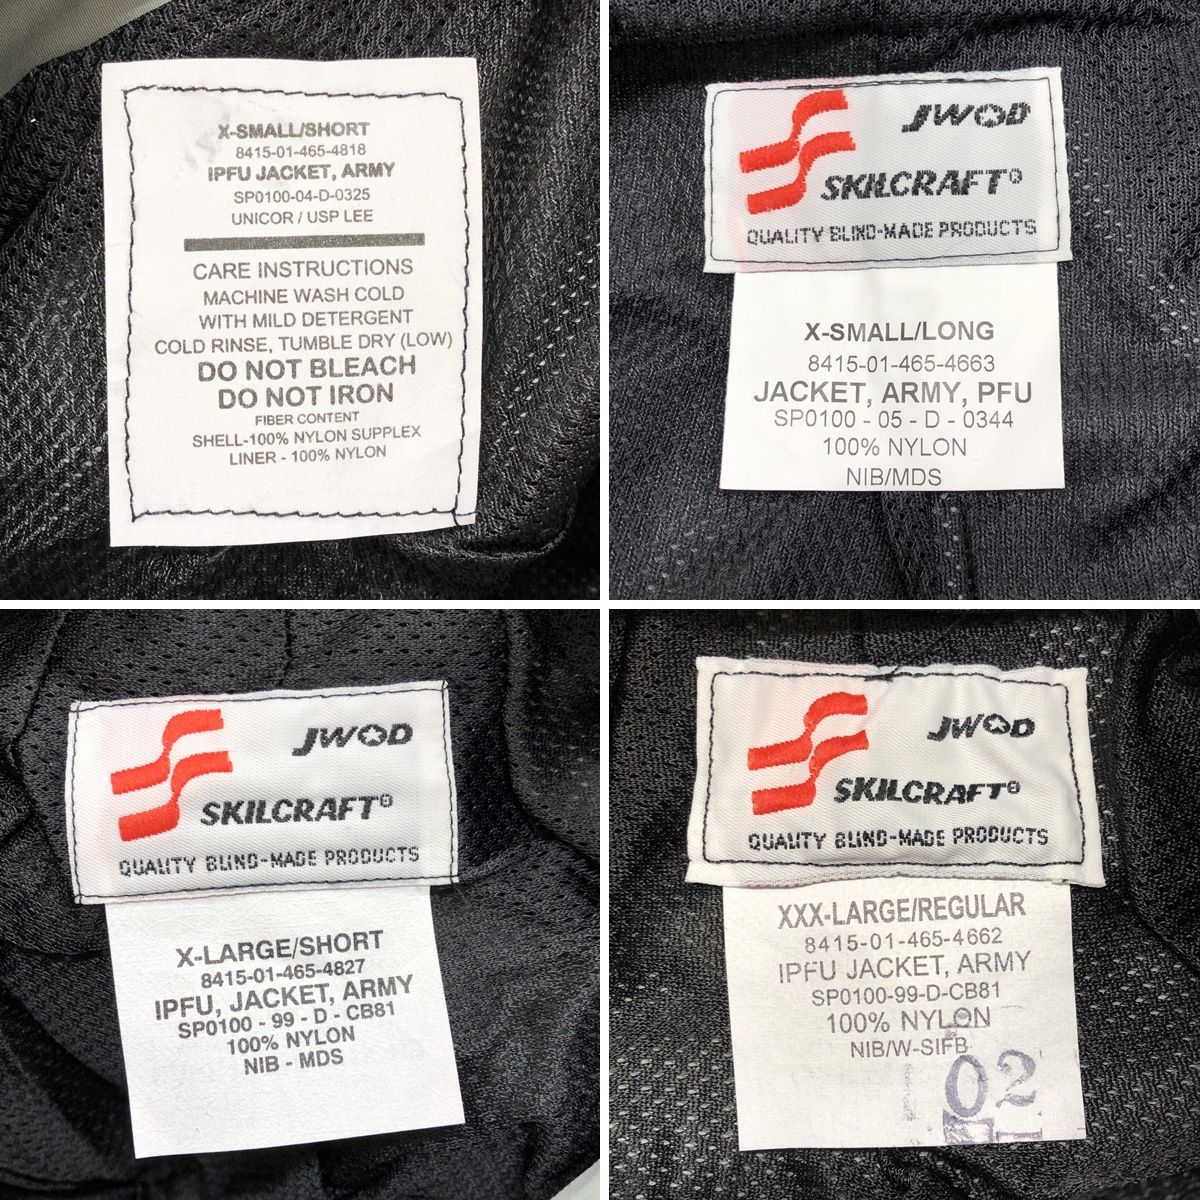 X-SMALL/SHORT
8415-01-465-4818
IPFU JACKET, ARMY
SP0100-04-D-0325
UNICOR / USP LEE
CARE INSTRUCTIONS
MACHINE WASH COLD
WITH MILD DETERGENT
COLD RINSE, TUMBLE DRY (LOW)
DO NOT BLEACH
DO NOT IRON
FIBER CONTENT
SHELL-100% NYLON SUPPLEX
LINER - 100% NYLON
JWOD
SKILCRAFT®
QUALITY BLIND-MADE PRODUCTS
X-SMALL/LONG
8415-01-465-4663
JACKET, ARMY, PFU
SP0100 - 05 - D - 0344
100% NYLON
NIB/MDS
JWOD
SKILCRAFT®
QUALITY BLIND-MADE PRODUCTS
X-LARGE/SHORT
8415-01-465-4827
IPFU, JACKET, ARMY
SP0100 - 99 - D - CB81
100% NYLON
NIB - MDS
JWOD
SKILCRAFT®
QUALITY BLIND-MADE PRODUCTS
XXX-LARGE/REGULAR
8415-01-465-4662
IPFU JACKET, ARMY
SP0100-99-D-CB81
100% NYLON
NIB/W-SIFB
02